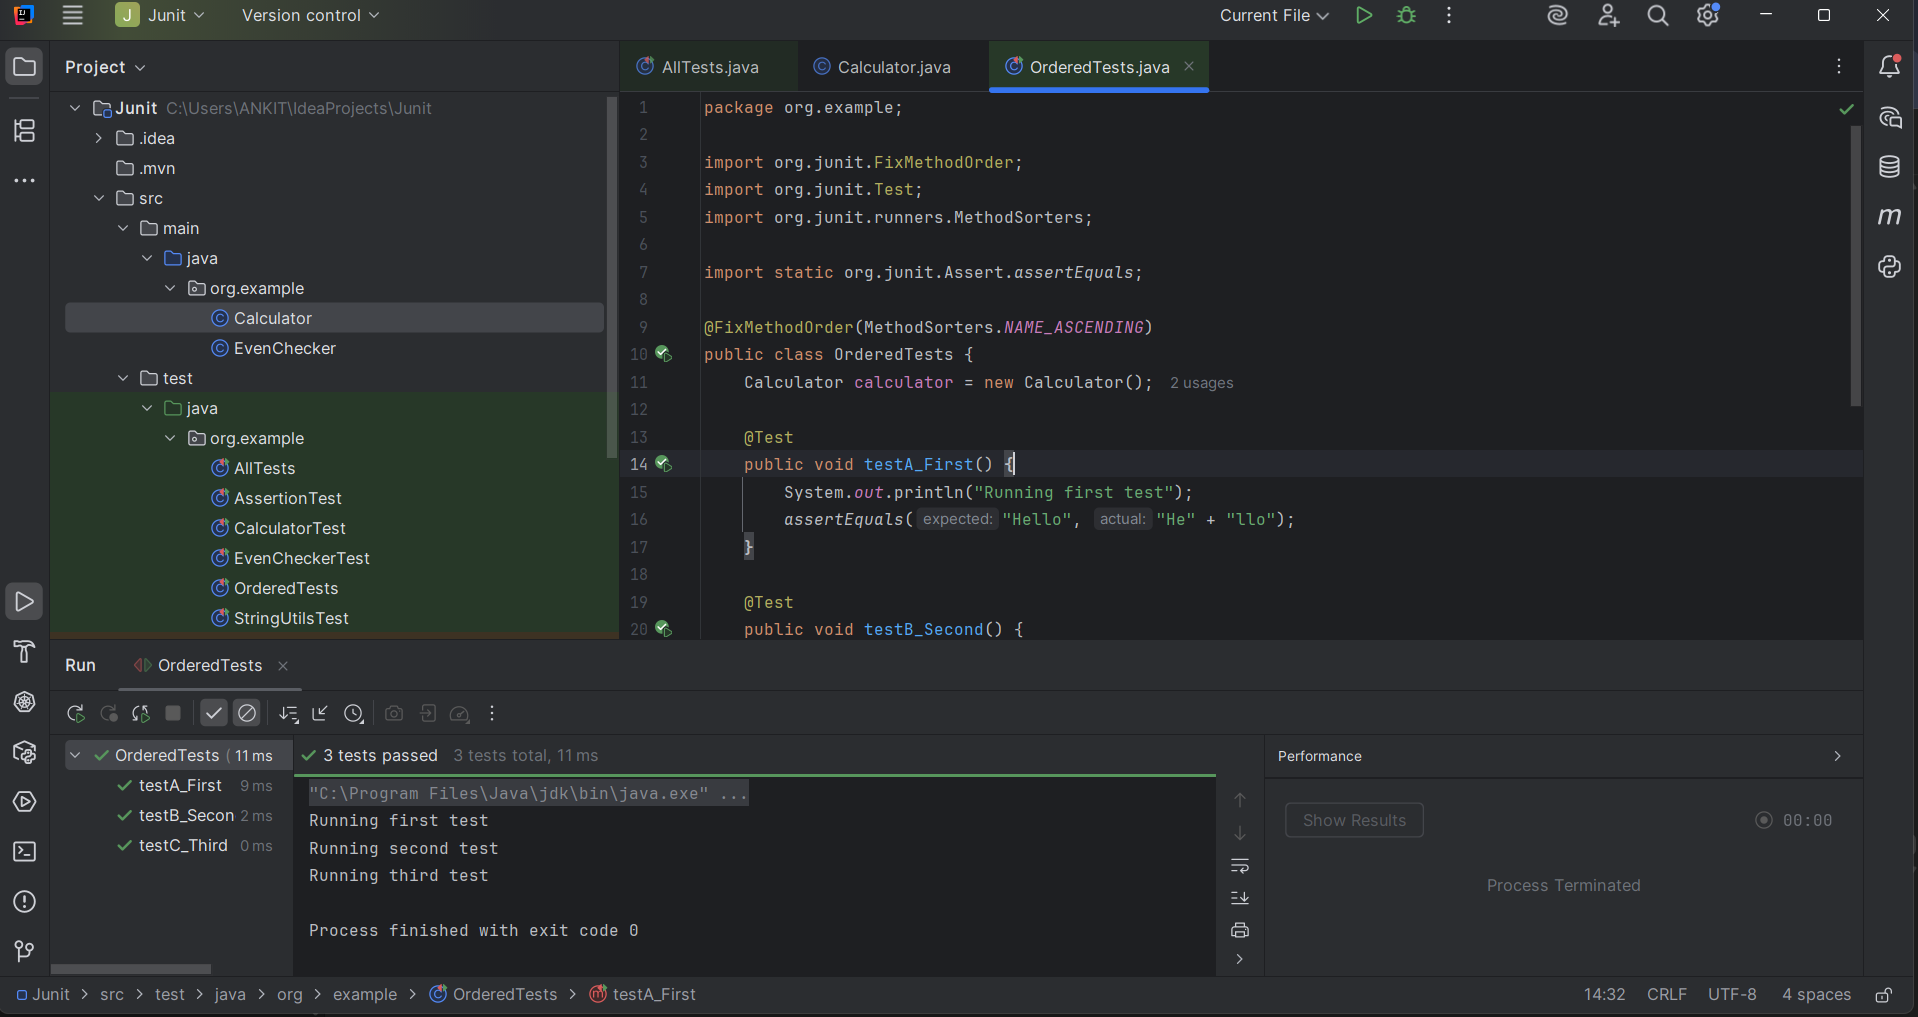 J Junit Version control Current File
Project
Junit C:\Users\ANKIT\IdeaProjects\Junit
.idea
.mvn
src
main
java
org.example
Calculator
EvenChecker
test
java
org.example
AllTests
AssertionTest
CalculatorTest
EvenCheckerTest
OrderedTests
StringUtilsTest
AllTests.java Calculator.java OrderedTests.java
1 package org.example;
2
3 import org.junit.FixMethodOrder;
4 import org.junit.Test;
5 import org.junit.runners.MethodSorters;
6
7 import static org.junit.Assert.assertEquals;
8
9 @FixMethodOrder(MethodSorters.NAME_ASCENDING)
10 public class OrderedTests {
11 Calculator calculator = new Calculator(); 2 usages
12
13 @Test
14 public void testA_First() {
15 System.out.println("Running first test");
16 assertEquals( expected: "Hello", actual: "He" + "llo");
17 }
18
19 @Test
20 public void testB_Second() {
Run OrderedTests
OrderedTests ( 11 ms
testA_First 9 ms
testB_Secon 2 ms
testC_Third 0 ms
3 tests passed 3 tests total, 11 ms
"C:\Program Files\Java\jdk\bin\java.exe" ...
Running first test
Running second test
Running third test
Process finished with exit code 0
Performance
Show Results 00:00
Process Terminated
Junit > src > test > java > org > example > OrderedTests > testA_First 14:32 CRLF UTF-8 4 spaces